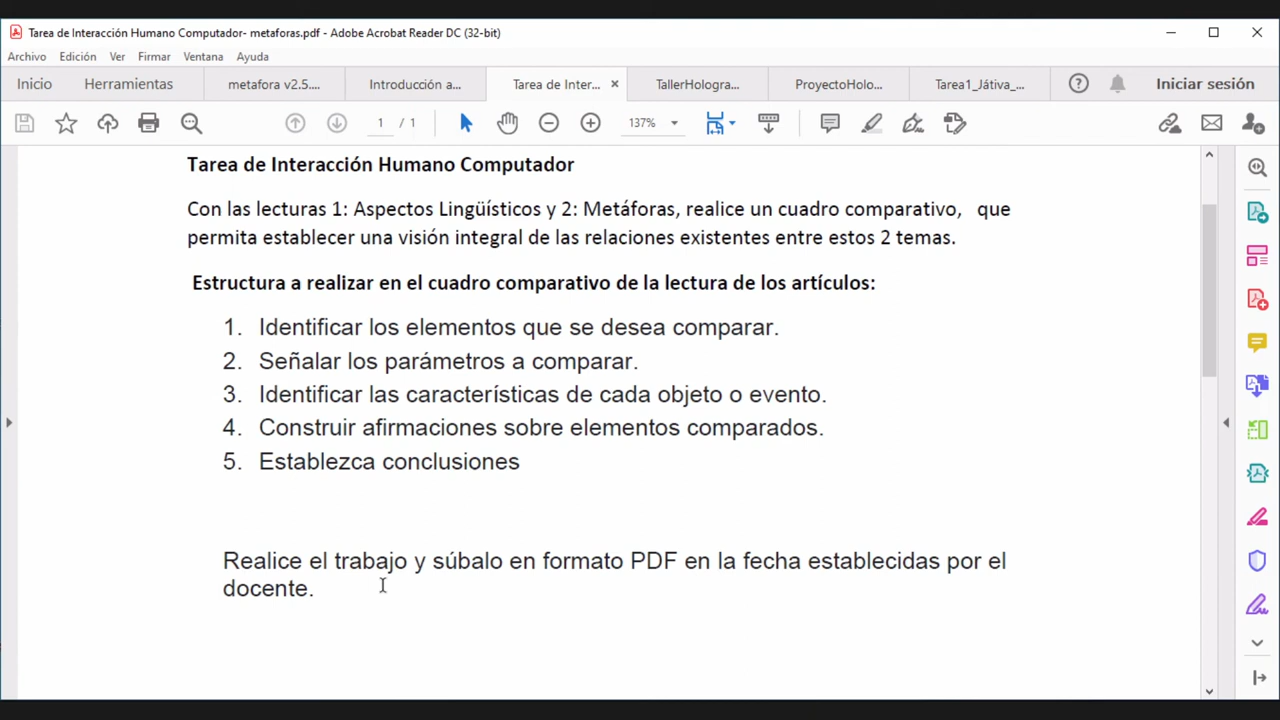 Tarea de Interacción Humano Computador- metaforas.pdf - Adobe Acrobat Reader DC (32-bit)
Archivo Edición Ver Firmar Ventana Ayuda
Inicio Herramientas metafora v2.5.... Introducción a... Tarea de Inter... × TallerHologra... ProyectoHolo... Tarea1_Játiva_... Iniciar sesión
1 / 1 137%
Tarea de Interacción Humano Computador
Con las lecturas 1: Aspectos Lingüísticos y 2: Metáforas, realice un cuadro comparativo, que
permita establecer una visión integral de las relaciones existentes entre estos 2 temas.
Estructura a realizar en el cuadro comparativo de la lectura de los artículos:
1. Identificar los elementos que se desea comparar.
2. Señalar los parámetros a comparar.
3. Identificar las características de cada objeto o evento.
4. Construir afirmaciones sobre elementos comparados.
5. Establezca conclusiones
Realice el trabajo y súbalo en formato PDF en la fecha establecidas por el
docente.